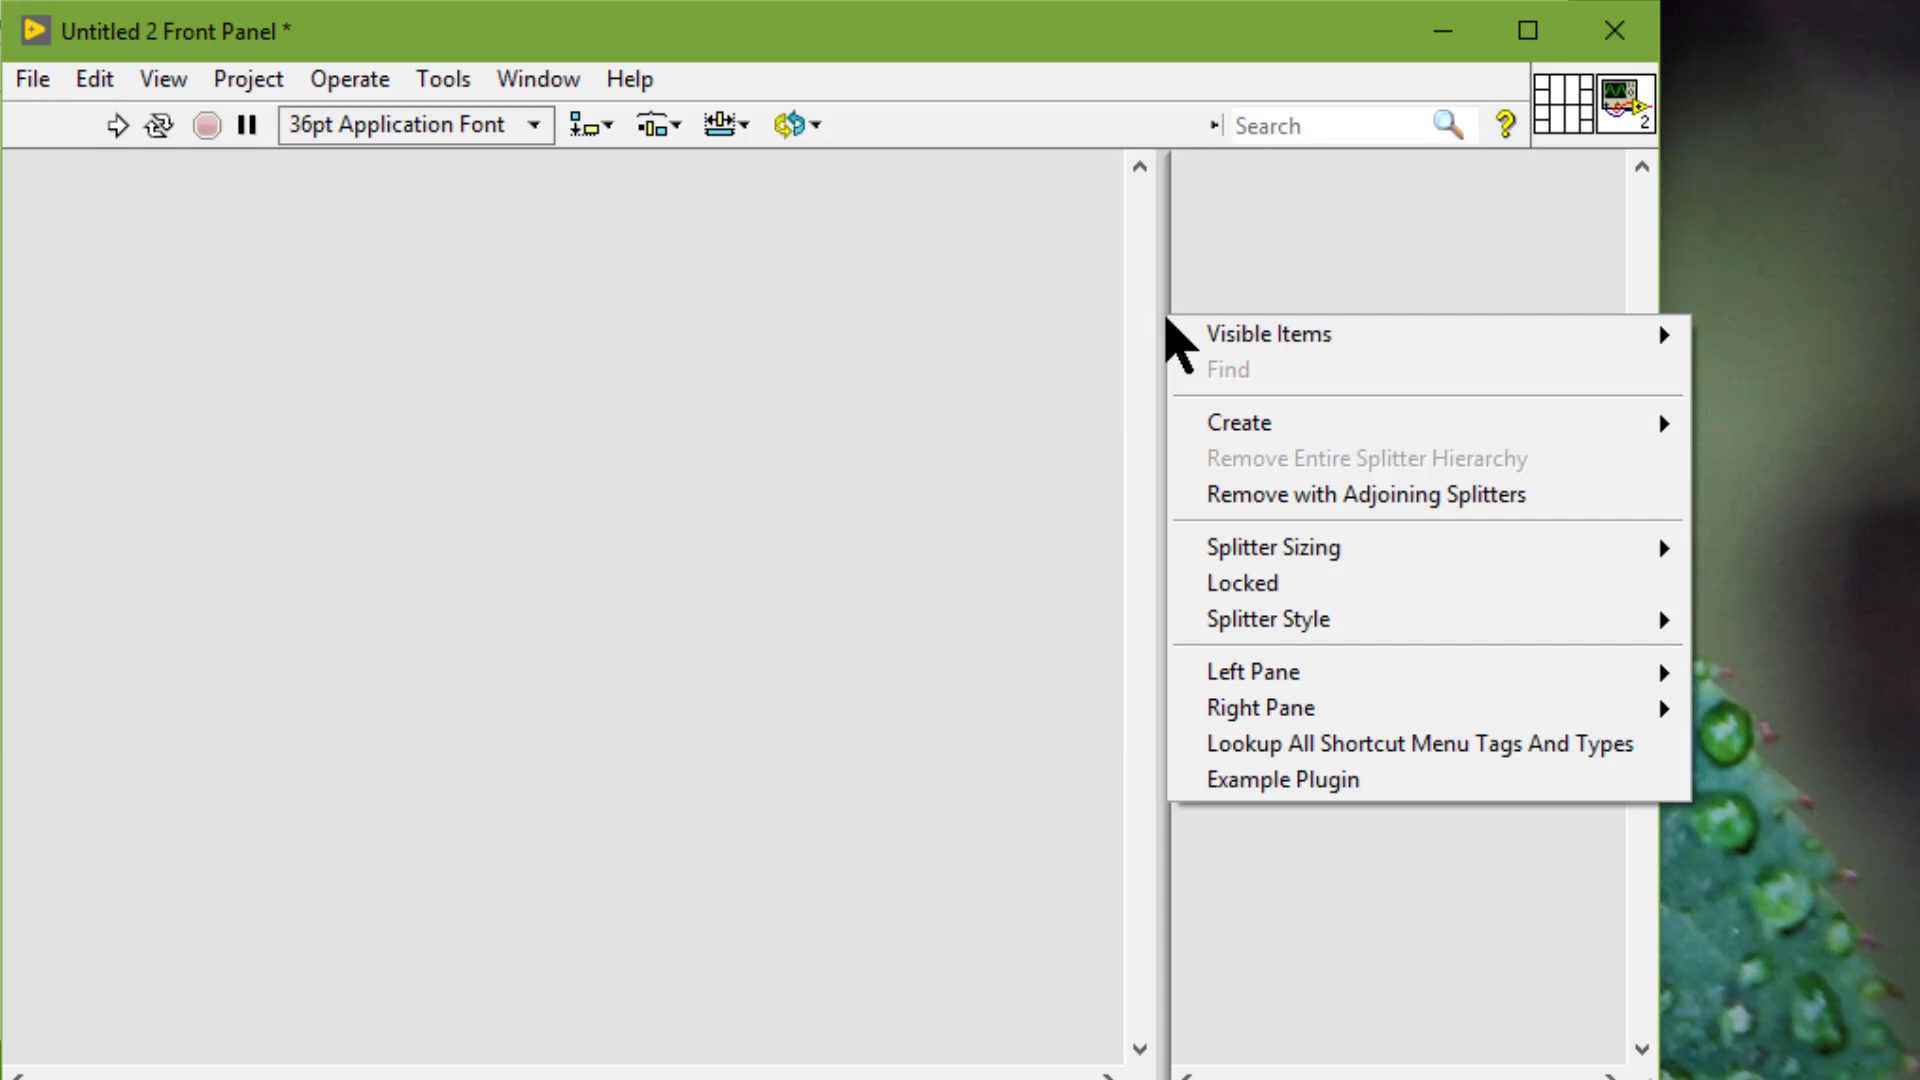 Untitled 2 Front Panel *
File Edit View Project Operate Tools Window Help
36pt Application Font
Search
?
2
Visible Items
Find
Create
Remove Entire Splitter Hierarchy
Remove with Adjoining Splitters
Splitter Sizing
Locked
Splitter Style
Left Pane
Right Pane
Lookup All Shortcut Menu Tags And Types
Example Plugin